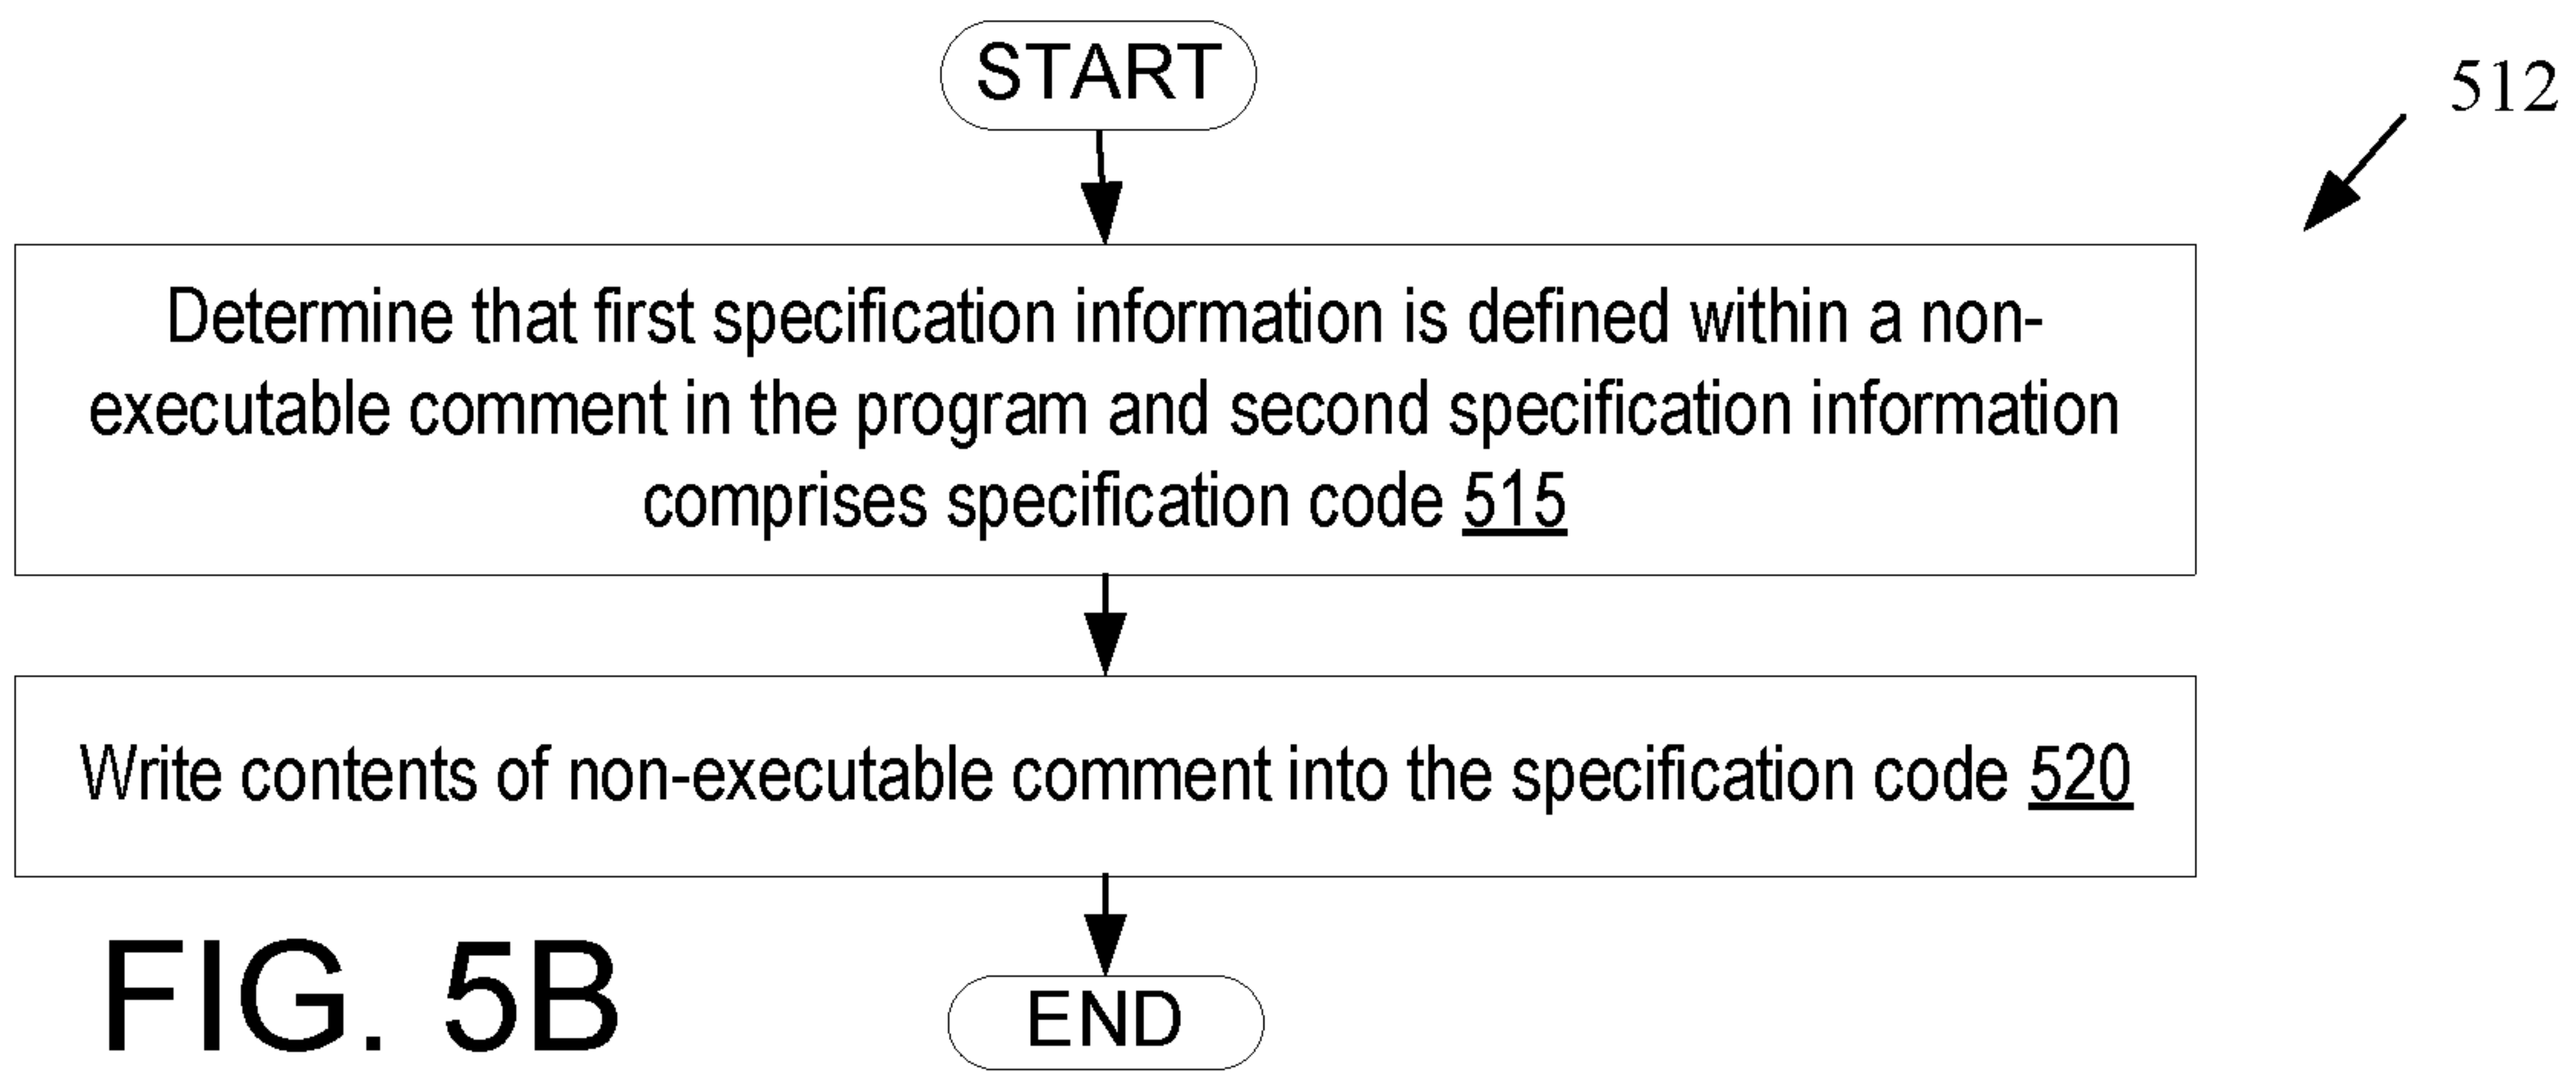 START
512
Determine that first specification information is defined within a non-
executable comment in the program and second specification information
comprises specification code 515
Write contents of non-executable comment into the specification code 520
FIG. 5B
END